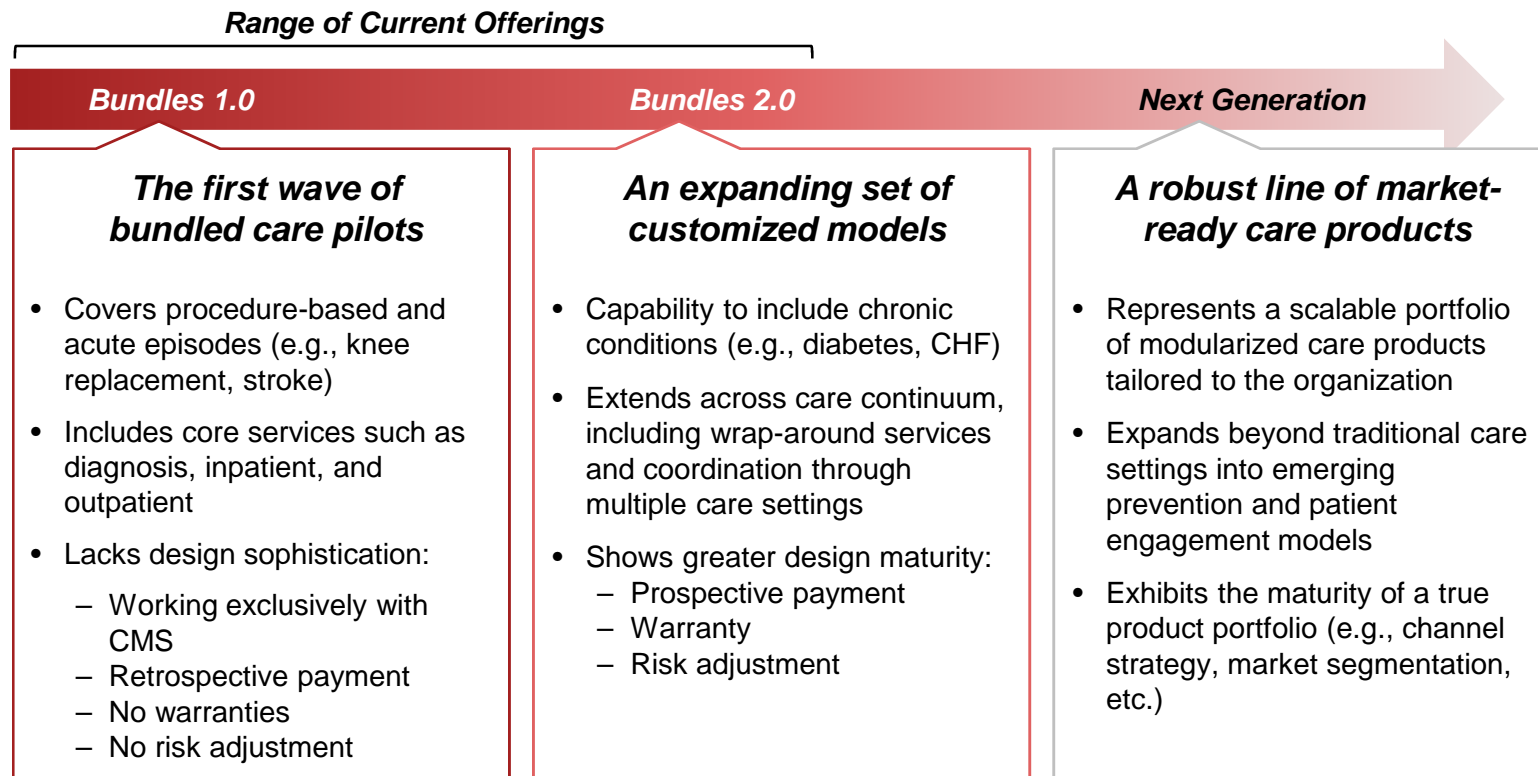 Range of Current Offerings
Bundles 1.0
Bundles 2.0
Next Generation
The first wave of
bundled care pilots
• Covers procedure-based and
acute episodes (e.g., knee
replacement, stroke)
• Includes core services such as
diagnosis, inpatient, and
outpatient
• Lacks design sophistication:
– Working exclusively with
CMS
– Retrospective payment
– No warranties
– No risk adjustment
An expanding set of
customized models
• Capability to include chronic
conditions (e.g., diabetes, CHF)
• Extends across care continuum,
including wrap-around services
and coordination through
multiple care settings
• Shows greater design maturity:
– Prospective payment
– Warranty
– Risk adjustment
A robust line of market-
ready care products
• Represents a scalable portfolio
of modularized care products
tailored to the organization
• Expands beyond traditional care
settings into emerging
prevention and patient
engagement models
• Exhibits the maturity of a true
product portfolio (e.g., channel
strategy, market segmentation,
etc.)